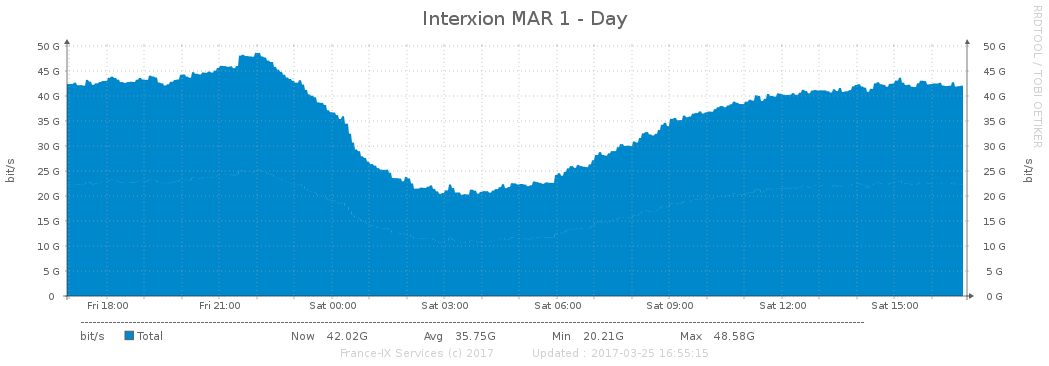 Interxion MAR 1 - Day
RRDTOOL / TOBI OETIKER
bit/s
bit/s
50 G 50 G
45 G 45 G
40 G 40 G
35 G 35 G
30 G 30 G
25 G 25 G
20 G 20 G
15 G 15 G
10 G 10 G
5 G 5 G
0 0 G
Fri 18:00 Fri 21:00 Sat 00:00 Sat 03:00 Sat 06:00 Sat 09:00 Sat 12:00 Sat 15:00
bit/s Total Now 42.02G Avg 35.75G Min 20.21G Max 48.58G
France-IX Services (c) 2017 Updated : 2017-03-25 16:55:15